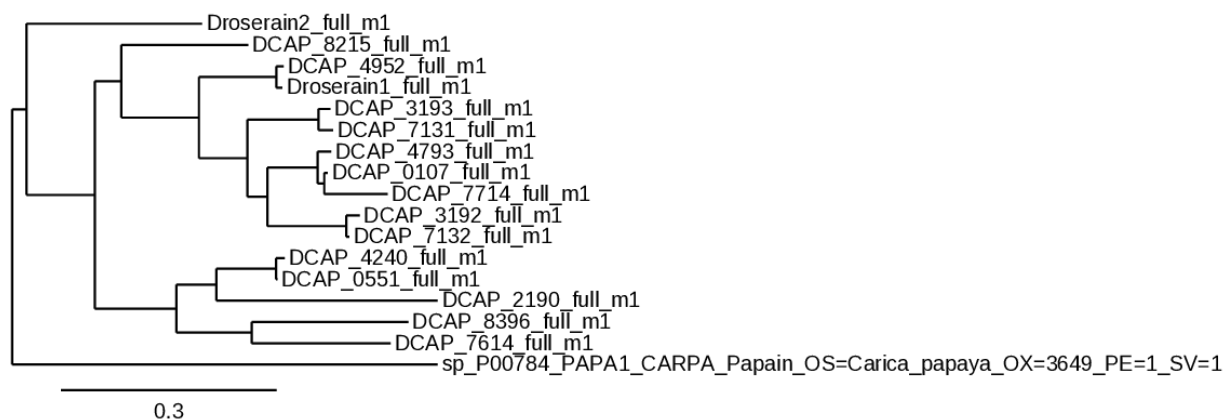 Droserain2_full_m1
DCAP_8215_full_m1
DCAP_4952_full_m1
Droserain1_full_m1
DCAP_3193_full_m1
DCAP_7131_full_m1
DCAP_4793_full_m1
DCAP_0107_full_m1
DCAP_7714_full_m1
DCAP_3192_full_m1
DCAP_7132_full_m1
DCAP_4240_full_m1
DCAP_0551_full_m1
DCAP_2190_full_m1
DCAP_8396_full_m1
DCAP_7614_full_m1
sp_P00784_PAPA1_CARPA_Papain_OS=Carica_papaya_OX=3649_PE=1_SV=1
0.3